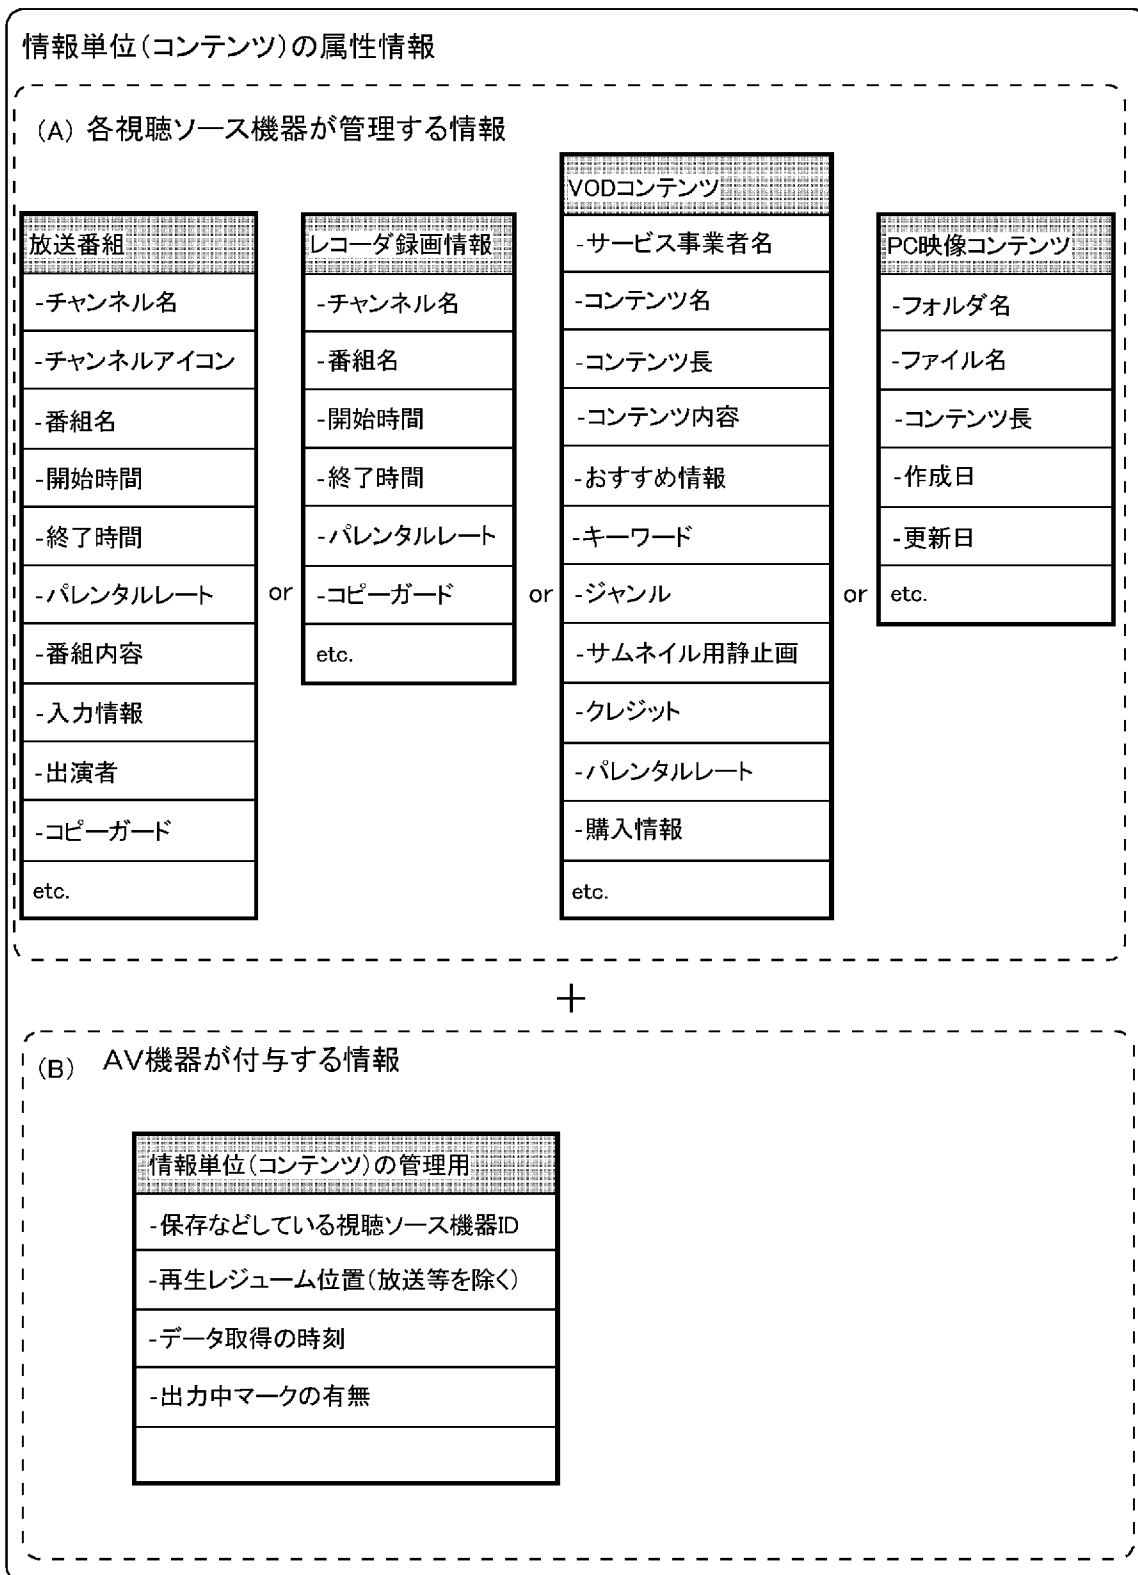 情報単位(コンテンツ)の属性情報
(A) 各視聴ソース機器が管理する情報
放送番組
-チャンネル名
-チャンネルアイコン
-番組名
-開始時間
-終了時間
-パレンタルレート
-番組内容
-入力情報
-出演者
-コピーガード
etc.
or
レコーダ録画情報
-チャンネル名
-番組名
-開始時間
-終了時間
-パレンタルレート
-コピーガード
etc.
or
VODコンテンツ
-サービス事業者名
-コンテンツ名
-コンテンツ長
-コンテンツ内容
-おすすめ情報
-キーワード
-ジャンル
-サムネイル用静止画
-クレジット
-パレンタルレート
-購入情報
etc.
or
PC映像コンテンツ
-フォルダ名
-ファイル名
-コンテンツ長
-作成日
-更新日
etc.
+
(B) AV機器が付与する情報
情報単位(コンテンツ)の管理用
-保存などしている視聴ソース機器ID
-再生レジューム位置(放送等を除く)
-データ取得の時刻
-出力中マークの有無